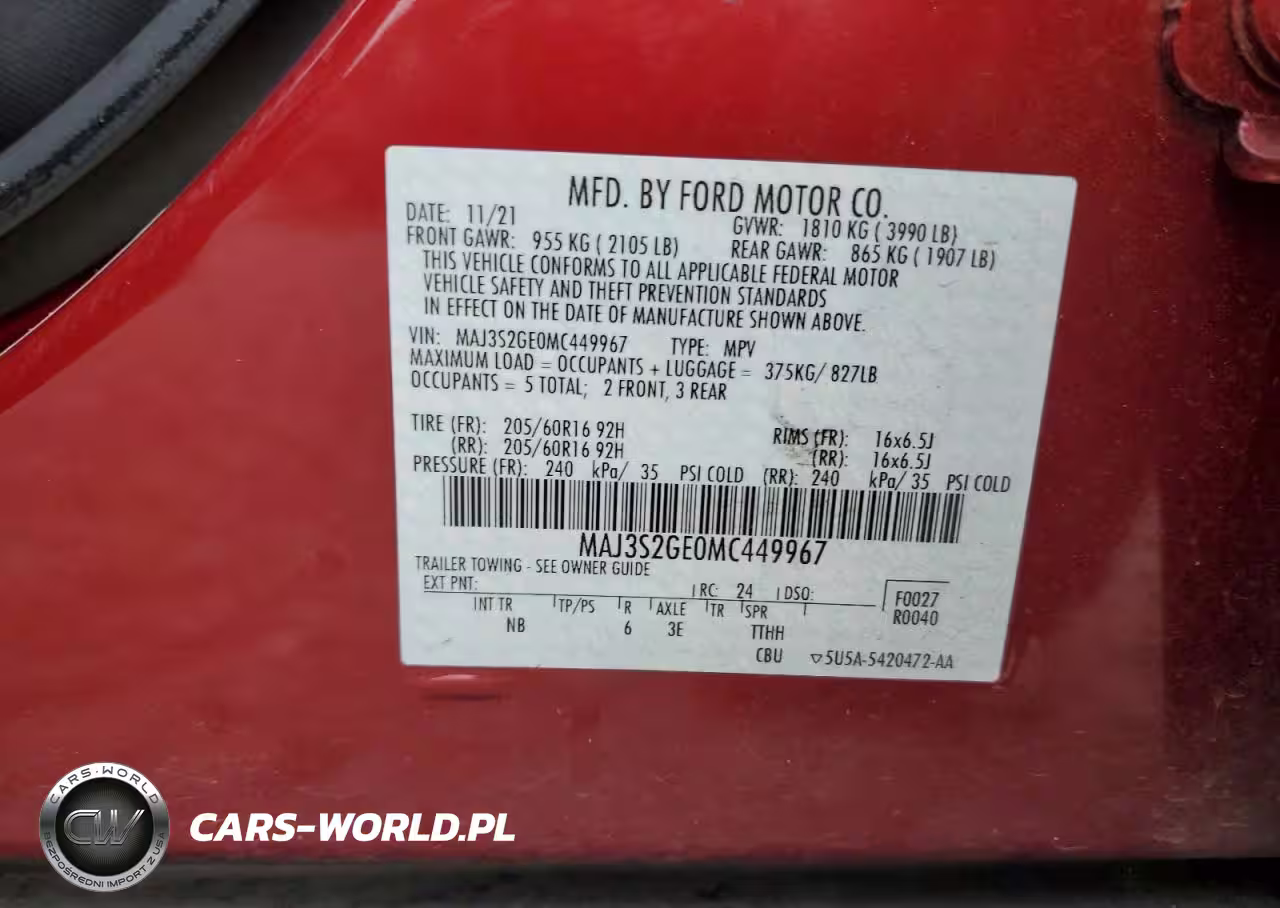 MFD. BY FORD MOTOR CO.
DATE: 11/21 GVWR: 1810 KG ( 3990 LB)
FRONT GAWR: 955 KG ( 2105 LB) REAR GAWR: 865 KG ( 1907 LB)
THIS VEHICLE CONFORMS TO ALL APPLICABLE FEDERAL MOTOR
VEHICLE SAFETY AND THEFT PREVENTION STANDARDS
IN EFFECT ON THE DATE OF MANUFACTURE SHOWN ABOVE.
VIN: MAJ3S2GE0MC449967 TYPE: MPV
MAXIMUM LOAD = OCCUPANTS + LUGGAGE = 375KG/ 827LB
OCCUPANTS = 5 TOTAL; 2 FRONT, 3 REAR
TIRE (FR): 205/60R16 92H RIMS (FR): 16x6.5J
(RR): 205/60R16 92H (RR): 16x6.5J
PRESSURE (FR): 240 kPa/ 35 PSI COLD (RR): 240 kPa/ 35 PSI COLD
MAJ3S2GE0MC449967
TRAILER TOWING - SEE OWNER GUIDE
EXT PNT: RC: 24 DSO: F0027
INT TR TP/PS R AXLE TR SPR R0040
NB 6 3E TTHH
CBU ▽5U5A-5420472-AA
CARS-WORLD
CW
BEZPOŚREDNI IMPORT Z USA
CARS-WORLD.PL